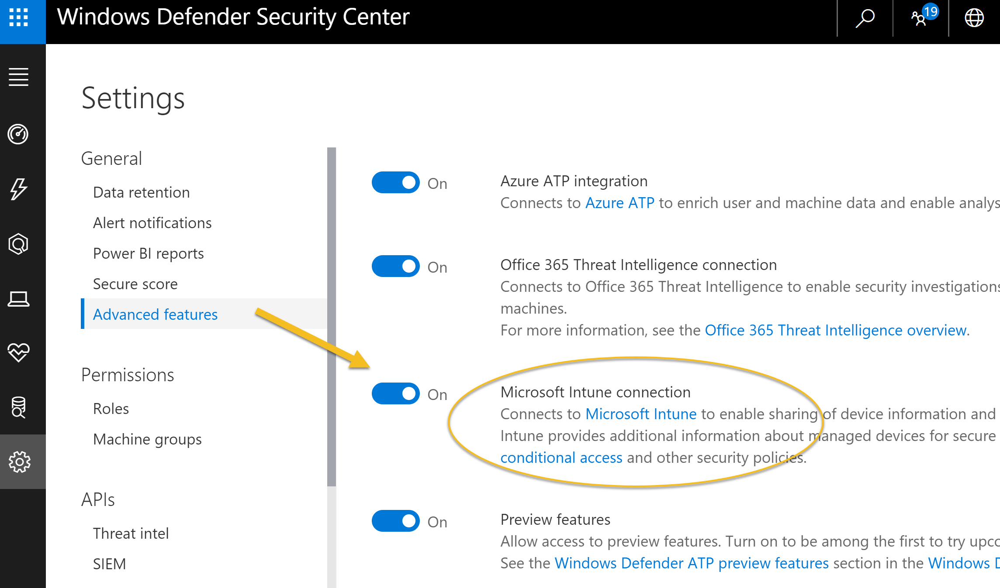 Windows Defender Security Center
19
Settings
General
Data retention
Alert notifications
Power BI reports
Secure score
Advanced features
Permissions
Roles
Machine groups
APIs
Threat intel
SIEM
On
Azure ATP integration
Connects to Azure ATP to enrich user and machine data and enable
On
Office 365 Threat Intelligence connection
Connects to Office 365 Threat Intelligence to enable security investigations
machines.
For more information, see the Office 365 Threat Intelligence overview.
On
Microsoft Intune connection
Connects to Microsoft Intune to enable sharing of device information and
Intune provides additional information about managed devices for secure
conditional access and other security policies.
On
Preview features
Allow access to preview features. Turn on to be among the first to try
See the Windows Defender ATP preview features section in the Windows